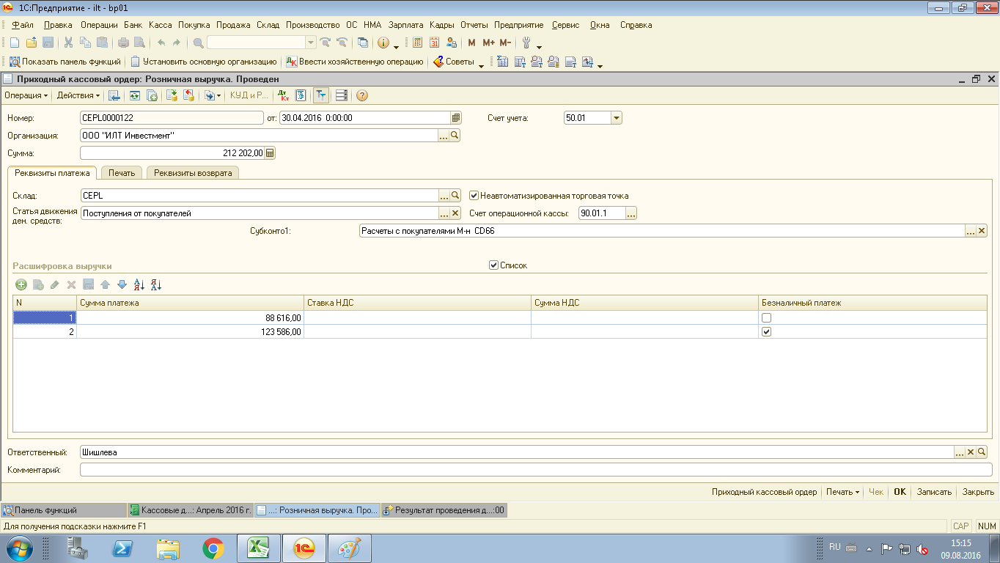 1С:Предприятие - ilt - bp01
Файл Правка Операции Банк Касса Покупка Продажа Склад Производство ОС НМА Зарплата Кадры Отчеты Предприятие Сервис Окна Справка
M M+ M-
Показать панель функций Установить основную организацию Ввести хозяйственную операцию Советы
Приходный кассовый ордер: Розничная выручка. Проведен
Операция Действия КУД и Р... Дт Кт
Номер: CEPL0000122 от: 30.04.2016 0:00:00 Счет учета: 50.01
Организация: ООО "ИЛТ Инвестмент"
Сумма: 212 202,00
Реквизиты платежа Печать Реквизиты возврата
Склад: CEPL Неавтоматизированная торговая точка
Статья движения ден. средств: Поступления от покупателей Счет операционной кассы: 90.01.1
Субконто1: Расчеты с покупателями М-н CD66
Расшифровка выручки Список
N Сумма платежа Ставка НДС Сумма НДС Безналичный платеж
1 88 616,00
2 123 586,00
Ответственный: Шишлева
Комментарий:
Приходный кассовый ордер Печать Чек OK Записать Закрыть
Панель функций Кассовые д...: Апрель 2016 г. ...: Розничная выручка. Про... Результат проведения д...:00
Для получения подсказки нажмите F1 CAP NUM
RU 15:15
09.08.2016